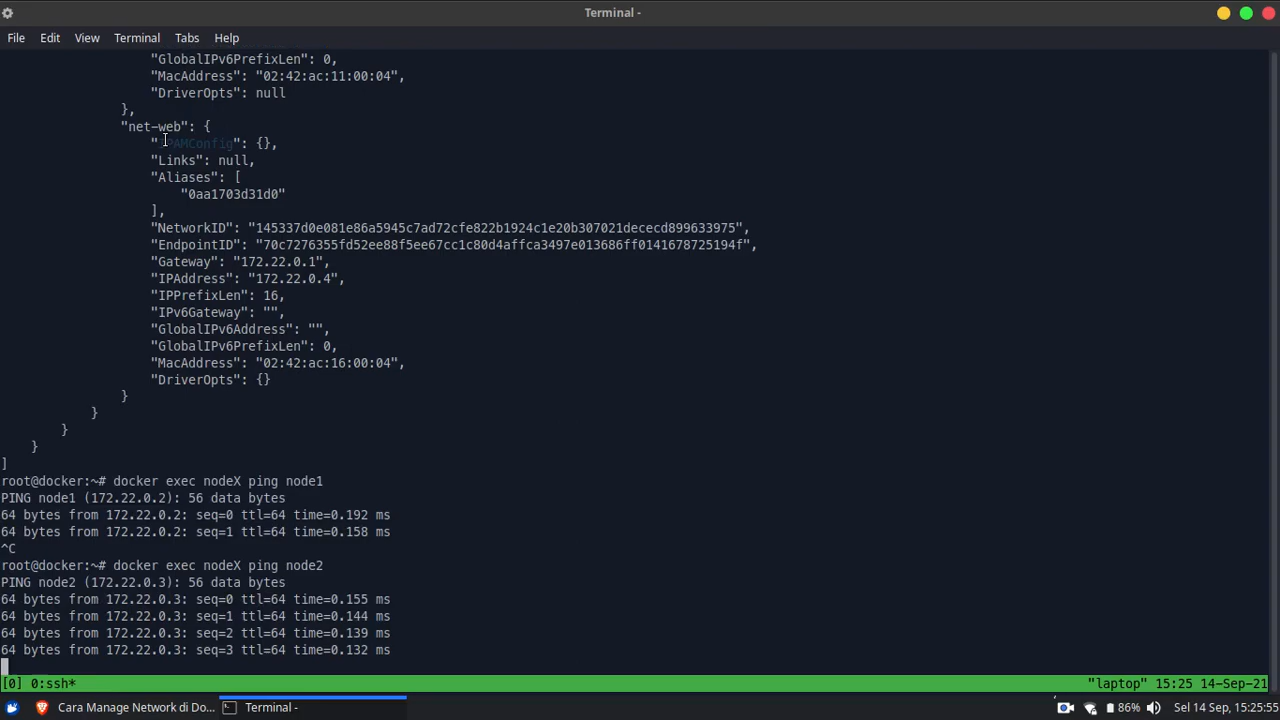 Terminal -
File Edit View Terminal Tabs Help
"GlobalIPv6PrefixLen": 0,
"MacAddress": "02:42:ac:11:00:04",
"DriverOpts": null
},
"net-web": {
"IPAMConfig": {},
"Links": null,
"Aliases": [
"0aa1703d31d0"
],
"NetworkID": "145337d0e081e86a5945c7ad72cfe822b1924c1e20b307021dececd899633975",
"EndpointID": "70c7276355fd52ee88f5ee67cc1c80d4affca3497e013686ff0141678725194f",
"Gateway": "172.22.0.1",
"IPAddress": "172.22.0.4",
"IPPrefixLen": 16,
"IPv6Gateway": "",
"GlobalIPv6Address": "",
"GlobalIPv6PrefixLen": 0,
"MacAddress": "02:42:ac:16:00:04",
"DriverOpts": {}
}
}
}
}
]
root@docker:~# docker exec nodeX ping node1
PING node1 (172.22.0.2): 56 data bytes
64 bytes from 172.22.0.2: seq=0 ttl=64 time=0.192 ms
64 bytes from 172.22.0.2: seq=1 ttl=64 time=0.158 ms
^C
root@docker:~# docker exec nodeX ping node2
PING node2 (172.22.0.3): 56 data bytes
64 bytes from 172.22.0.3: seq=0 ttl=64 time=0.155 ms
64 bytes from 172.22.0.3: seq=1 ttl=64 time=0.144 ms
64 bytes from 172.22.0.3: seq=2 ttl=64 time=0.139 ms
64 bytes from 172.22.0.3: seq=3 ttl=64 time=0.132 ms
[0] 0:ssh* "laptop" 15:25 14-Sep-21
Cara Manage Network di Do... Terminal - 86% Sel 14 Sep, 15:25:55